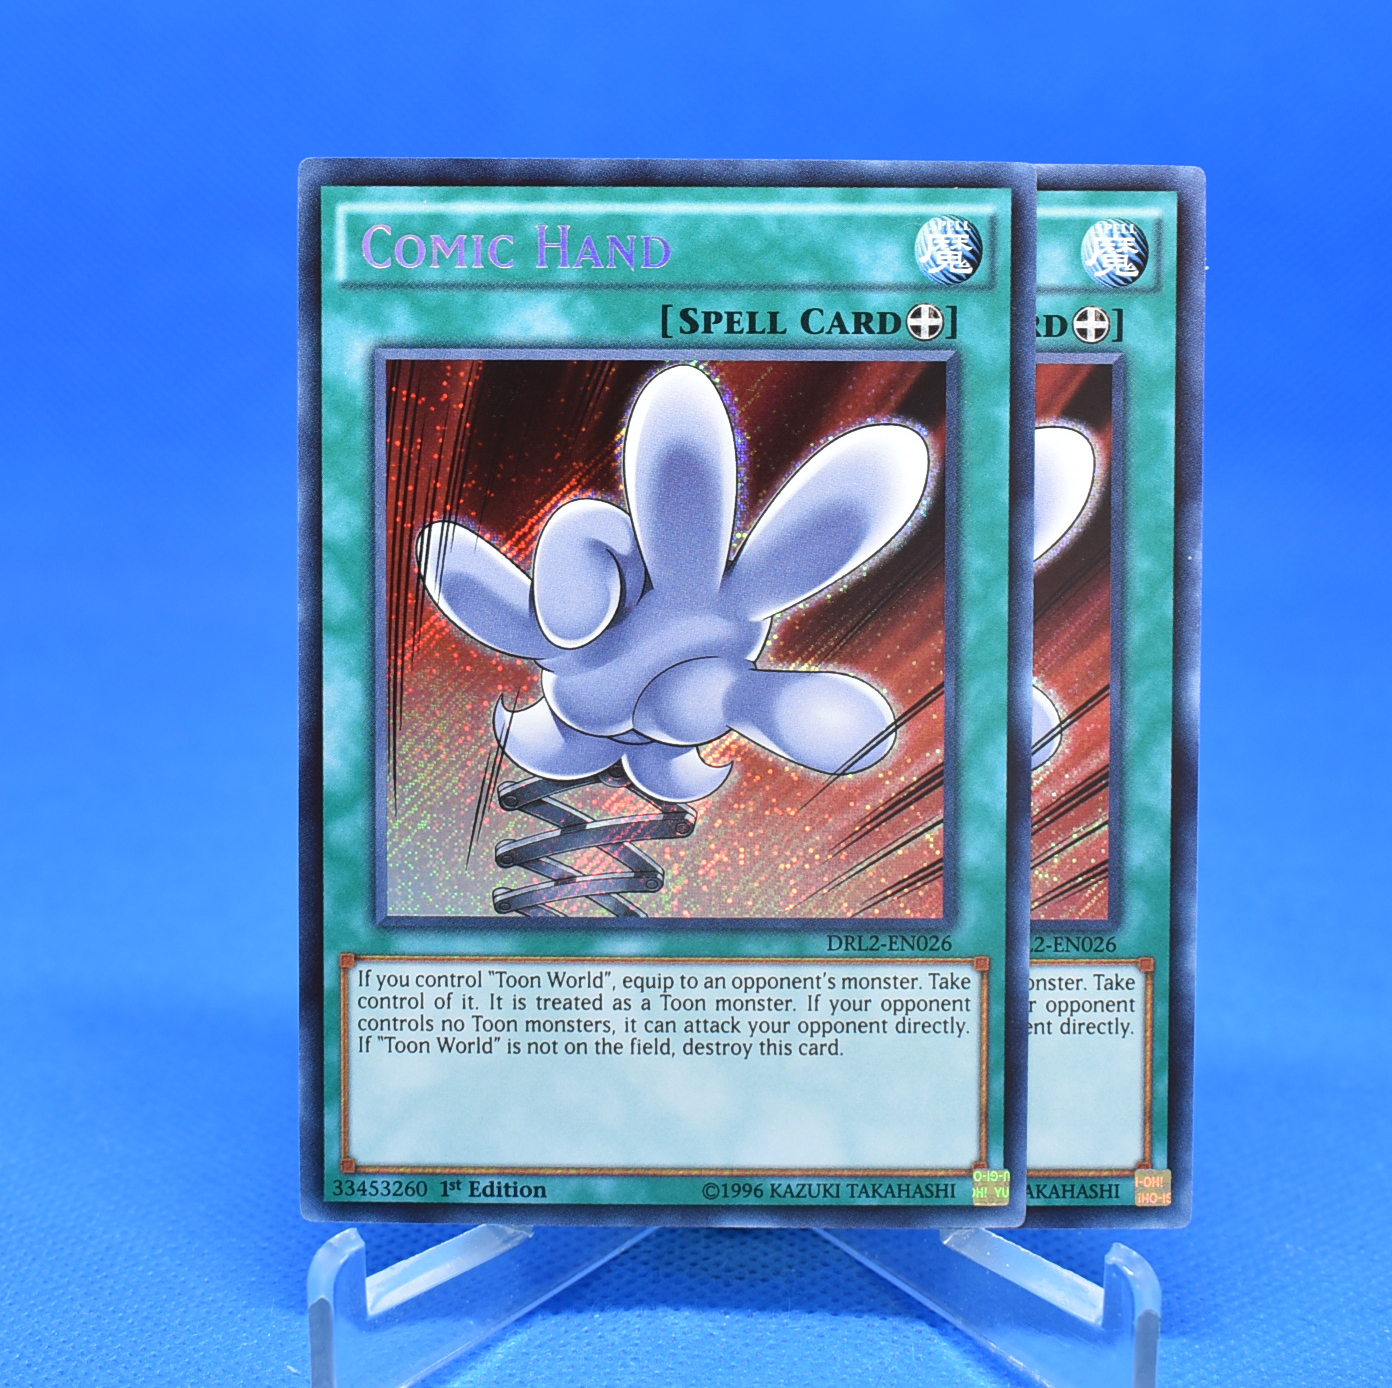 COMIC HAND
SPELL
魔
[SPELL CARD]
DRL2-EN026
If you control "Toon World", equip to an opponent's monster. Take
control of it. It is treated as a Toon monster. If your opponent
controls no Toon monsters, it can attack your opponent directly.
If "Toon World" is not on the field, destroy this card.
33453260 1st Edition
©1996 KAZUKI TAKAHASHI
SPELL
魔
RD]
2-EN026
onster. Take
r opponent
ent directly.
AKAHASHI